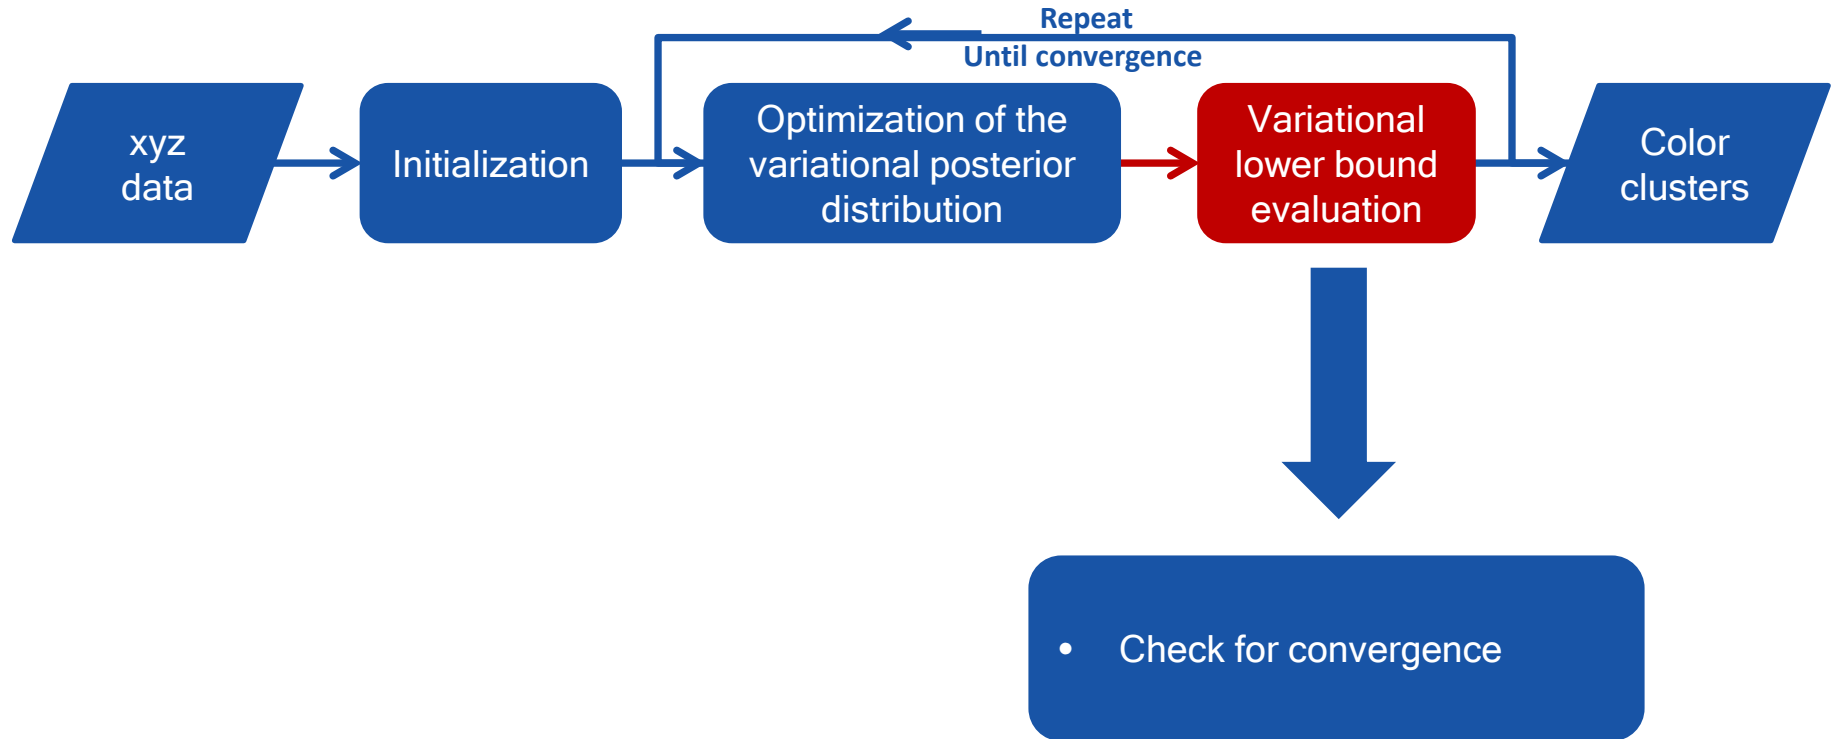 Repeat
Until convergence
xyz
data
Initialization
Optimization of the
variational posterior
distribution
Variational
lower bound
evaluation
Color
clusters
• Check for convergence